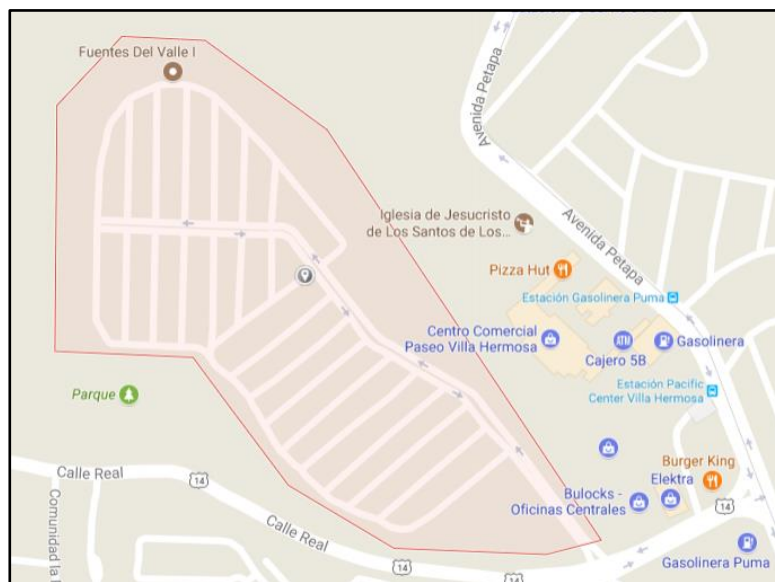 Fuentes Del Valle I
Avenida Petapa
Iglesia de Jesucristo
de Los Santos de Los...
Avenida Petapa
Pizza Hut
Estación Gasolinera Puma
Centro Comercial
Paseo Villa Hermosa
Cajero 5B
ATM
Gasolinera
Estación Pacific
Center Villa Hermosa
Parque
Calle Real
14
Comunidad la
Calle Real
14
14
Burger King
Elektra
Bulocks -
Oficinas Centrales
14
Gasolinera Puma